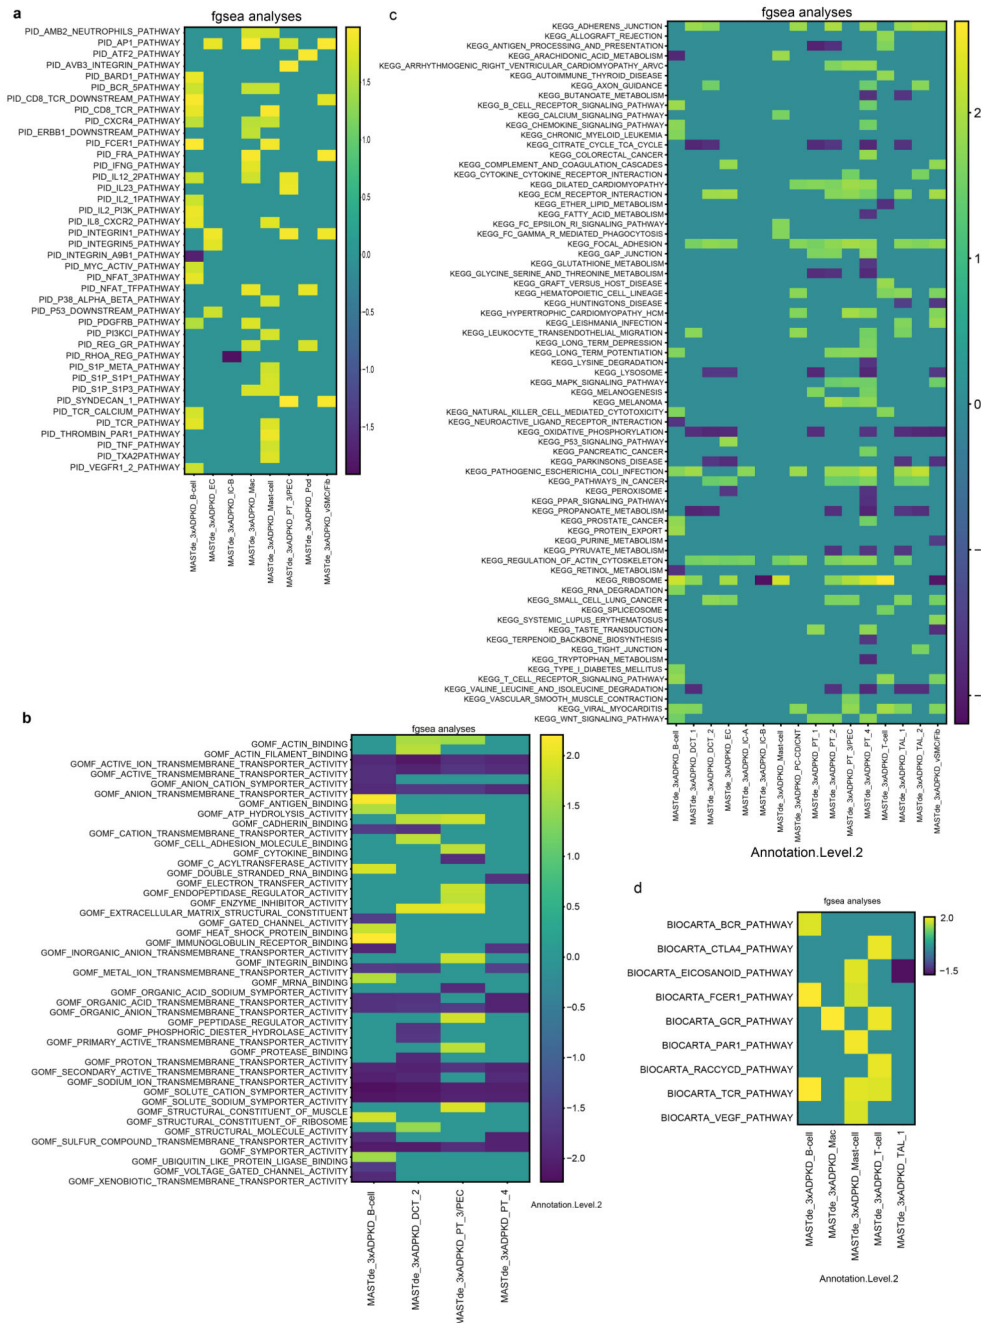 a
fgsea analyses
PID_AMB2_NEUTROPHILS_PATHWAY
PID_AP1_PATHWAY
PID_ATF2_PATHWAY
PID_AVB3_INTEGRIN_PATHWAY
PID_BARD1_PATHWAY
PID_BCR_5PATHWAY
PID_CD8_TCR_DOWNSTREAM_PATHWAY
PID_CD8_TCR_PATHWAY
PID_CXCR4_PATHWAY
PID_ERBB1_DOWNSTREAM_PATHWAY
PID_FCER1_PATHWAY
PID_FRA_PATHWAY
PID_IFNG_PATHWAY
PID_IL12_2PATHWAY
PID_IL23_PATHWAY
PID_IL2_1PATHWAY
PID_IL2_PI3K_PATHWAY
PID_IL8_CXCR2_PATHWAY
PID_INTEGRIN1_PATHWAY
PID_INTEGRIN5_PATHWAY
PID_INTEGRIN_A9B1_PATHWAY
PID_MYC_ACTIV_PATHWAY
PID_NFAT_3PATHWAY
PID_NFAT_TFPATHWAY
PID_P38_ALPHA_BETA_PATHWAY
PID_P53_DOWNSTREAM_PATHWAY
PID_PDGFRB_PATHWAY
PID_PI3KCI_PATHWAY
PID_REG_GR_PATHWAY
PID_RHOA_REG_PATHWAY
PID_S1P_META_PATHWAY
PID_S1P_S1P1_PATHWAY
PID_S1P_S1P3_PATHWAY
PID_SYNDECAN_1_PATHWAY
PID_TCR_CALCIUM_PATHWAY
PID_TCR_PATHWAY
PID_THROMBIN_PAR1_PATHWAY
PID_TNF_PATHWAY
PID_TXA2PATHWAY
PID_VEGFR1_2_PATHWAY
MASTde_3xADPKD_B-cell
MASTde_3xADPKD_EC
MASTde_3xADPKD_IC-B
MASTde_3xADPKD_Mac
MASTde_3xADPKD_Mast-cell
MASTde_3xADPKD_PT_3/PEC
MASTde_3xADPKD_Pod
MASTde_3xADPKD_vSMC/Fib
1.5
1.0
0.5
0.0
−0.5
−1.0
−1.5
b
fgsea analyses
GOMF_ACTIN_BINDING
GOMF_ACTIN_FILAMENT_BINDING
GOMF_ACTIVE_ION_TRANSMEMBRANE_TRANSPORTER_ACTIVITY
GOMF_ACTIVE_TRANSMEMBRANE_TRANSPORTER_ACTIVITY
GOMF_ANION_CATION_SYMPORTER_ACTIVITY
GOMF_ANION_TRANSMEMBRANE_TRANSPORTER_ACTIVITY
GOMF_ANTIGEN_BINDING
GOMF_ATP_HYDROLYSIS_ACTIVITY
GOMF_CADHERIN_BINDING
GOMF_CATION_TRANSMEMBRANE_TRANSPORTER_ACTIVITY
GOMF_CELL_ADHESION_MOLECULE_BINDING
GOMF_CYTOKINE_BINDING
GOMF_C_ACYLTRANSFERASE_ACTIVITY
GOMF_DOUBLE_STRANDED_RNA_BINDING
GOMF_ELECTRON_TRANSFER_ACTIVITY
GOMF_ENDOPEPTIDASE_REGULATOR_ACTIVITY
GOMF_ENZYME_INHIBITOR_ACTIVITY
GOMF_EXTRACELLULAR_MATRIX_STRUCTURAL_CONSTITUENT
GOMF_GATED_CHANNEL_ACTIVITY
GOMF_HEAT_SHOCK_PROTEIN_BINDING
GOMF_IMMUNOGLOBULIN_RECEPTOR_BINDING
GOMF_INORGANIC_ANION_TRANSMEMBRANE_TRANSPORTER_ACTIVITY
GOMF_INTEGRIN_BINDING
GOMF_METAL_ION_TRANSMEMBRANE_TRANSPORTER_ACTIVITY
GOMF_MRNA_BINDING
GOMF_ORGANIC_ACID_SODIUM_SYMPORTER_ACTIVITY
GOMF_ORGANIC_ACID_TRANSMEMBRANE_TRANSPORTER_ACTIVITY
GOMF_ORGANIC_ANION_TRANSMEMBRANE_TRANSPORTER_ACTIVITY
GOMF_PEPTIDASE_REGULATOR_ACTIVITY
GOMF_PHOSPHORIC_DIESTER_HYDROLASE_ACTIVITY
GOMF_PRIMARY_ACTIVE_TRANSMEMBRANE_TRANSPORTER_ACTIVITY
GOMF_PROTEASE_BINDING
GOMF_PROTON_TRANSMEMBRANE_TRANSPORTER_ACTIVITY
GOMF_SECONDARY_ACTIVE_TRANSMEMBRANE_TRANSPORTER_ACTIVITY
GOMF_SODIUM_ION_TRANSMEMBRANE_TRANSPORTER_ACTIVITY
GOMF_SOLUTE_CATION_SYMPORTER_ACTIVITY
GOMF_SOLUTE_SODIUM_SYMPORTER_ACTIVITY
GOMF_STRUCTURAL_CONSTITUENT_OF_MUSCLE
GOMF_STRUCTURAL_CONSTITUENT_OF_RIBOSOME
GOMF_STRUCTURAL_MOLECULE_ACTIVITY
GOMF_SULFUR_COMPOUND_TRANSMEMBRANE_TRANSPORTER_ACTIVITY
GOMF_SYMPORTER_ACTIVITY
GOMF_UBIQUITIN_LIKE_PROTEIN_LIGASE_BINDING
GOMF_VOLTAGE_GATED_CHANNEL_ACTIVITY
GOMF_XENOBIOTIC_TRANSMEMBRANE_TRANSPORTER_ACTIVITY
MASTde_3xADPKD_B-cell
MASTde_3xADPKD_DCT_2
MASTde_3xADPKD_PT_3/PEC
MASTde_3xADPKD_PT_4
Annotation.Level.2
2.0
1.5
1.0
0.5
0.0
−0.5
−1.0
−1.5
−2.0
c
fgsea analyses
KEGG_ADHERENS_JUNCTION
KEGG_ALLOGRAFT_REJECTION
KEGG_ANTIGEN_PROCESSING_AND_PRESENTATION
KEGG_ARACHIDONIC_ACID_METABOLISM
KEGG_ARRHYTHMOGENIC_RIGHT_VENTRICULAR_CARDIOMYOPATHY_ARVC
KEGG_AUTOIMMUNE_THYROID_DISEASE
KEGG_AXON_GUIDANCE
KEGG_BUTANOATE_METABOLISM
KEGG_B_CELL_RECEPTOR_SIGNALING_PATHWAY
KEGG_CALCIUM_SIGNALING_PATHWAY
KEGG_CHEMOKINE_SIGNALING_PATHWAY
KEGG_CHRONIC_MYELOID_LEUKEMIA
KEGG_CITRATE_CYCLE_TCA_CYCLE
KEGG_COLORECTAL_CANCER
KEGG_COMPLEMENT_AND_COAGULATION_CASCADES
KEGG_CYTOKINE_CYTOKINE_RECEPTOR_INTERACTION
KEGG_DILATED_CARDIOMYOPATHY
KEGG_ECM_RECEPTOR_INTERACTION
KEGG_ETHER_LIPID_METABOLISM
KEGG_FATTY_ACID_METABOLISM
KEGG_FC_EPSILON_RI_SIGNALING_PATHWAY
KEGG_FC_GAMMA_R_MEDIATED_PHAGOCYTOSIS
KEGG_FOCAL_ADHESION
KEGG_GAP_JUNCTION
KEGG_GLUTATHIONE_METABOLISM
KEGG_GLYCINE_SERINE_AND_THREONINE_METABOLISM
KEGG_GRAFT_VERSUS_HOST_DISEASE
KEGG_HEMATOPOIETIC_CELL_LINEAGE
KEGG_HUNTINGTONS_DISEASE
KEGG_HYPERTROPHIC_CARDIOMYOPATHY_HCM
KEGG_LEISHMANIA_INFECTION
KEGG_LEUKOCYTE_TRANSENDOTHELIAL_MIGRATION
KEGG_LONG_TERM_DEPRESSION
KEGG_LONG_TERM_POTENTIATION
KEGG_LYSINE_DEGRADATION
KEGG_LYSOSOME
KEGG_MAPK_SIGNALING_PATHWAY
KEGG_MELANOGENESIS
KEGG_MELANOMA
KEGG_NATURAL_KILLER_CELL_MEDIATED_CYTOTOXICITY
KEGG_NEUROACTIVE_LIGAND_RECEPTOR_INTERACTION
KEGG_OXIDATIVE_PHOSPHORYLATION
KEGG_P53_SIGNALING_PATHWAY
KEGG_PANCREATIC_CANCER
KEGG_PARKINSONS_DISEASE
KEGG_PATHOGENIC_ESCHERICHIA_COLI_INFECTION
KEGG_PATHWAYS_IN_CANCER
KEGG_PEROXISOME
KEGG_PPAR_SIGNALING_PATHWAY
KEGG_PROPANOATE_METABOLISM
KEGG_PROSTATE_CANCER
KEGG_PROTEIN_EXPORT
KEGG_PURINE_METABOLISM
KEGG_PYRUVATE_METABOLISM
KEGG_REGULATION_OF_ACTIN_CYTOSKELETON
KEGG_RETINOL_METABOLISM
KEGG_RIBOSOME
KEGG_RNA_DEGRADATION
KEGG_SMALL_CELL_LUNG_CANCER
KEGG_SPLICEOSOME
KEGG_SYSTEMIC_LUPUS_ERYTHEMATOSUS
KEGG_TASTE_TRANSDUCTION
KEGG_TERPENOID_BACKBONE_BIOSYNTHESIS
KEGG_TIGHT_JUNCTION
KEGG_TRYPTOPHAN_METABOLISM
KEGG_TYPE_I_DIABETES_MELLITUS
KEGG_T_CELL_RECEPTOR_SIGNALING_PATHWAY
KEGG_VALINE_LEUCINE_AND_ISOLEUCINE_DEGRADATION
KEGG_VASCULAR_SMOOTH_MUSCLE_CONTRACTION
KEGG_VIRAL_MYOCARDITIS
KEGG_WNT_SIGNALING_PATHWAY
MASTde_3xADPKD_B-cell
MASTde_3xADPKD_DCT_1
MASTde_3xADPKD_DCT_2
MASTde_3xADPKD_EC
MASTde_3xADPKD_IC-A
MASTde_3xADPKD_IC-B
MASTde_3xADPKD_Mast-cell
MASTde_3xADPKD_PC-CD/CNT
MASTde_3xADPKD_PT_1
MASTde_3xADPKD_PT_2
MASTde_3xADPKD_PT_3/PEC
MASTde_3xADPKD_PT_4
MASTde_3xADPKD_T-cell
MASTde_3xADPKD_TAL_1
MASTde_3xADPKD_TAL_2
MASTde_3xADPKD_vSMC/Fib
Annotation.Level.2
2
1
0
−
−
d
fgsea analyses
BIOCARTA_BCR_PATHWAY
BIOCARTA_CTLA4_PATHWAY
BIOCARTA_EICOSANOID_PATHWAY
BIOCARTA_FCER1_PATHWAY
BIOCARTA_GCR_PATHWAY
BIOCARTA_PAR1_PATHWAY
BIOCARTA_RACCYCD_PATHWAY
BIOCARTA_TCR_PATHWAY
BIOCARTA_VEGF_PATHWAY
MASTde_3xADPKD_B-cell
MASTde_3xADPKD_Mac
MASTde_3xADPKD_Mast-cell
MASTde_3xADPKD_T-cell
MASTde_3xADPKD_TAL_1
Annotation.Level.2
2.0
−1.5